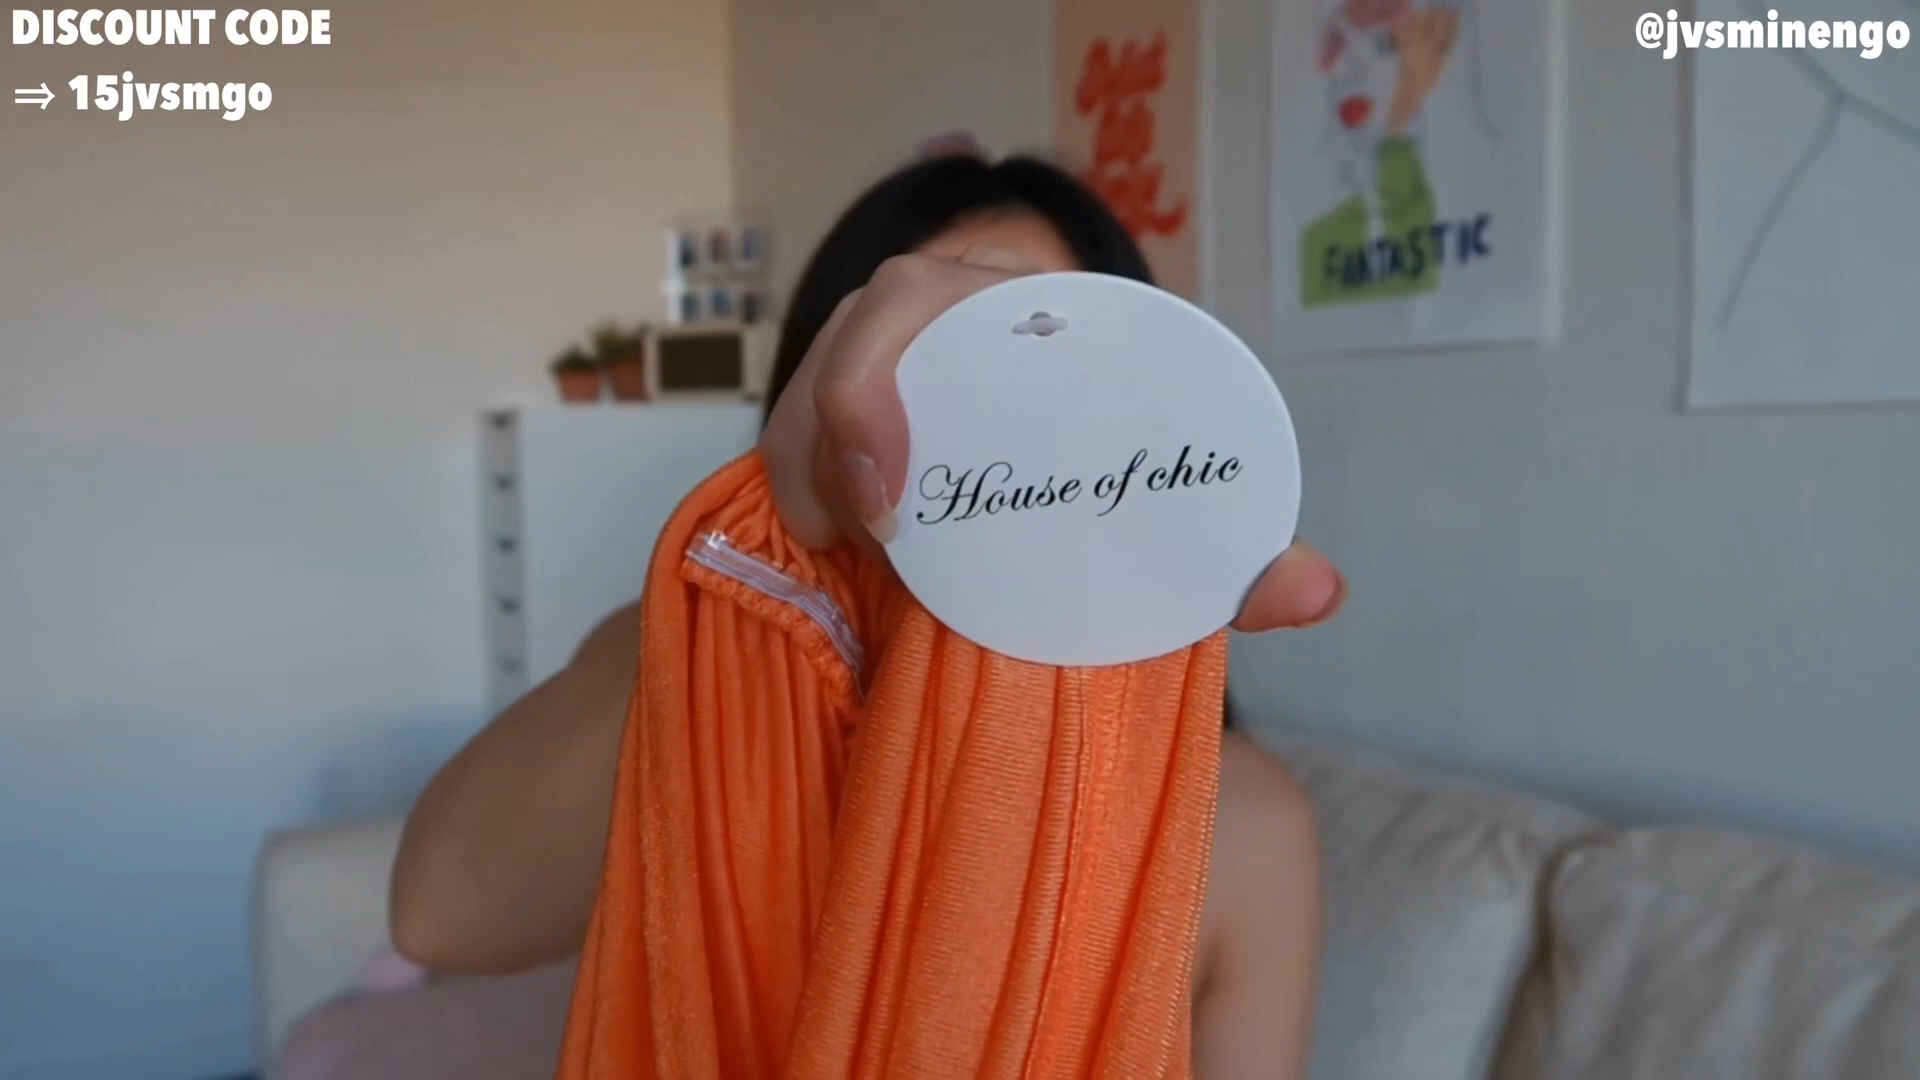 DISCOUNT CODE
⇒ 15jvsmgo
@jvsminengo
FANTASTIC
House of chic